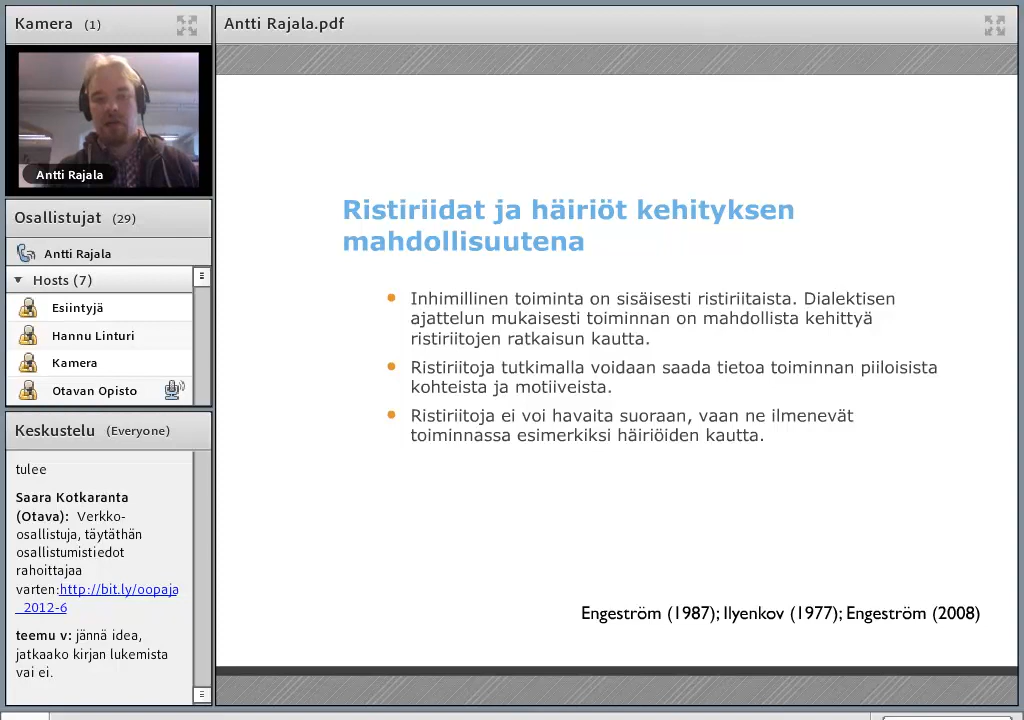 Kamera (1)
Antti Rajala
Osallistujat (29)
Antti Rajala
Hosts (7)
Esiintyjä
Hannu Linturi
Kamera
Otavan Opisto
Keskustelu (Everyone)
tulee
Saara Kotkaranta
(Otava): Verkko-
osallistuja, täytäthän
osallistumistiedot
rahoittajaa
varten:http://bit.ly/oopaja
_2012-6
teemu v: jännä idea,
jatkaako kirjan lukemista
vai ei.
Antti Rajala.pdf
Ristiriidat ja häiriöt kehityksen
mahdollisuutena
• Inhimillinen toiminta on sisäisesti ristiriitaista. Dialektisen
ajattelun mukaisesti toiminnan on mahdollista kehittyä
ristiriitojen ratkaisun kautta.
• Ristiriitoja tutkimalla voidaan saada tietoa toiminnan piiloisista
kohteista ja motiiveista.
• Ristiriitoja ei voi havaita suoraan, vaan ne ilmenevät
toiminnassa esimerkiksi häiriöiden kautta.
Engeström (1987); Ilyenkov (1977); Engeström (2008)